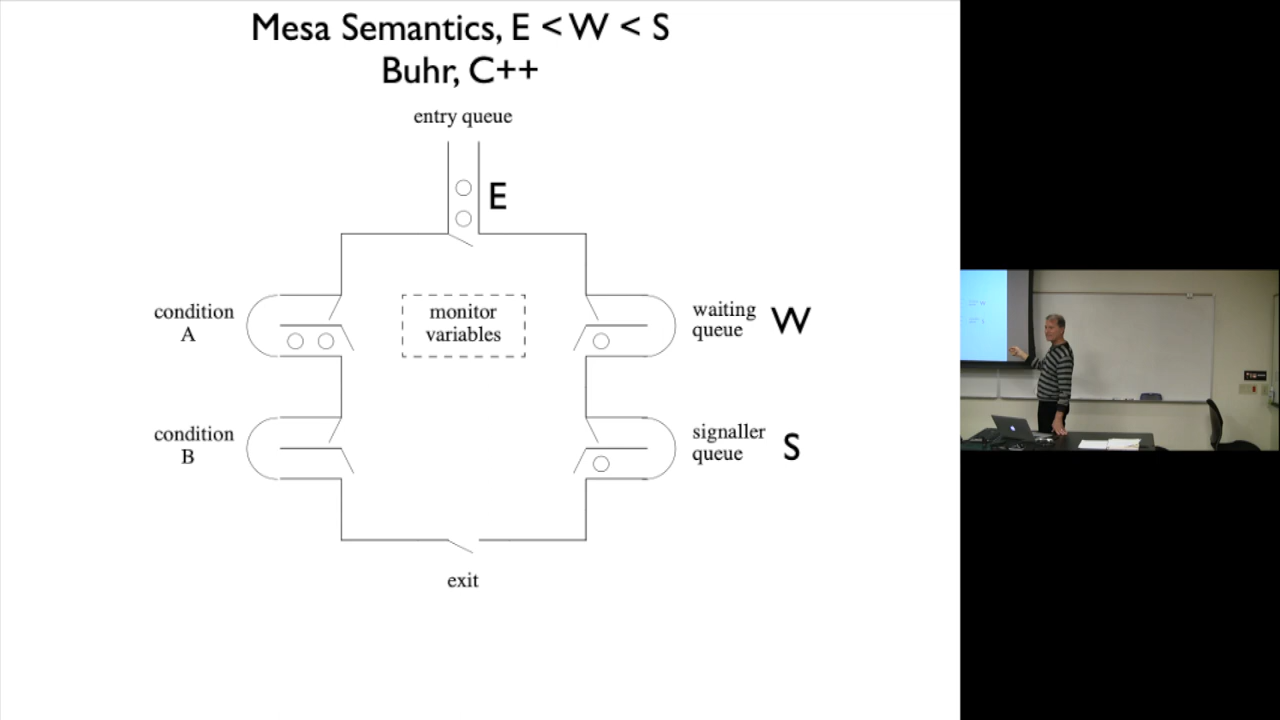 Mesa Semantics, E < W < S
Buhr, C++
entry queue
E
condition
A
monitor
variables
waiting
queue
W
condition
B
signaller
queue
S
exit